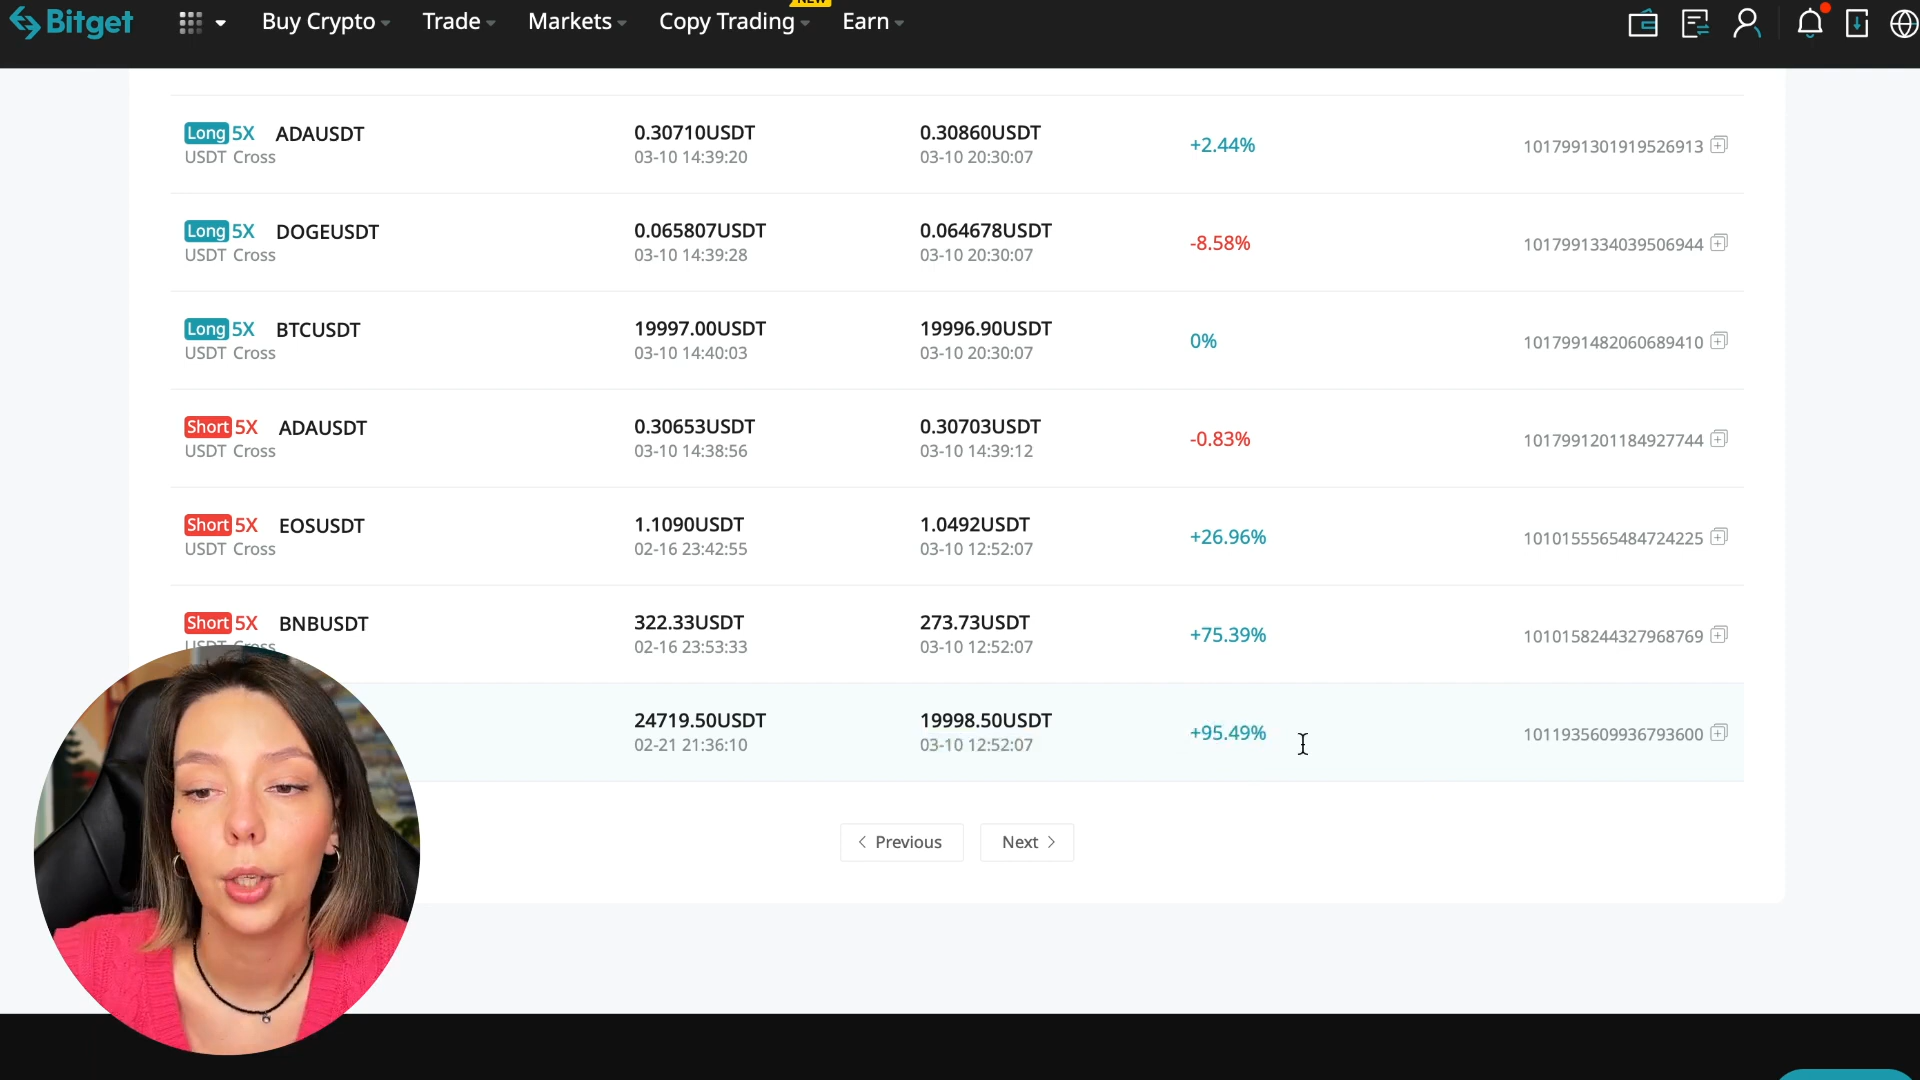 Bitget
Buy Crypto
Trade
Markets
Copy Trading
NEW
Earn
Long 5X ADAUSDT 0.30710USDT 0.30860USDT +2.44% 1017991301919526913
USDT Cross 03-10 14:39:20 03-10 20:30:07
Long 5X DOGEUSDT 0.065807USDT 0.064678USDT -8.58% 1017991334039506944
USDT Cross 03-10 14:39:28 03-10 20:30:07
Long 5X BTCUSDT 19997.00USDT 19996.90USDT 0% 1017991482060689410
USDT Cross 03-10 14:40:03 03-10 20:30:07
Short 5X ADAUSDT 0.30653USDT 0.30703USDT -0.83% 1017991201184927744
USDT Cross 03-10 14:38:56 03-10 14:39:12
Short 5X EOSUSDT 1.1090USDT 1.0492USDT +26.96% 1010155565484724225
USDT Cross 02-16 23:42:55 03-10 12:52:07
Short 5X BNBUSDT 322.33USDT 273.73USDT +75.39% 1010158244327968769
USDT Cross 02-16 23:53:33 03-10 12:52:07
24719.50USDT 19998.50USDT +95.49% 1011935609936793600
02-21 21:36:10 03-10 12:52:07
Previous
Next